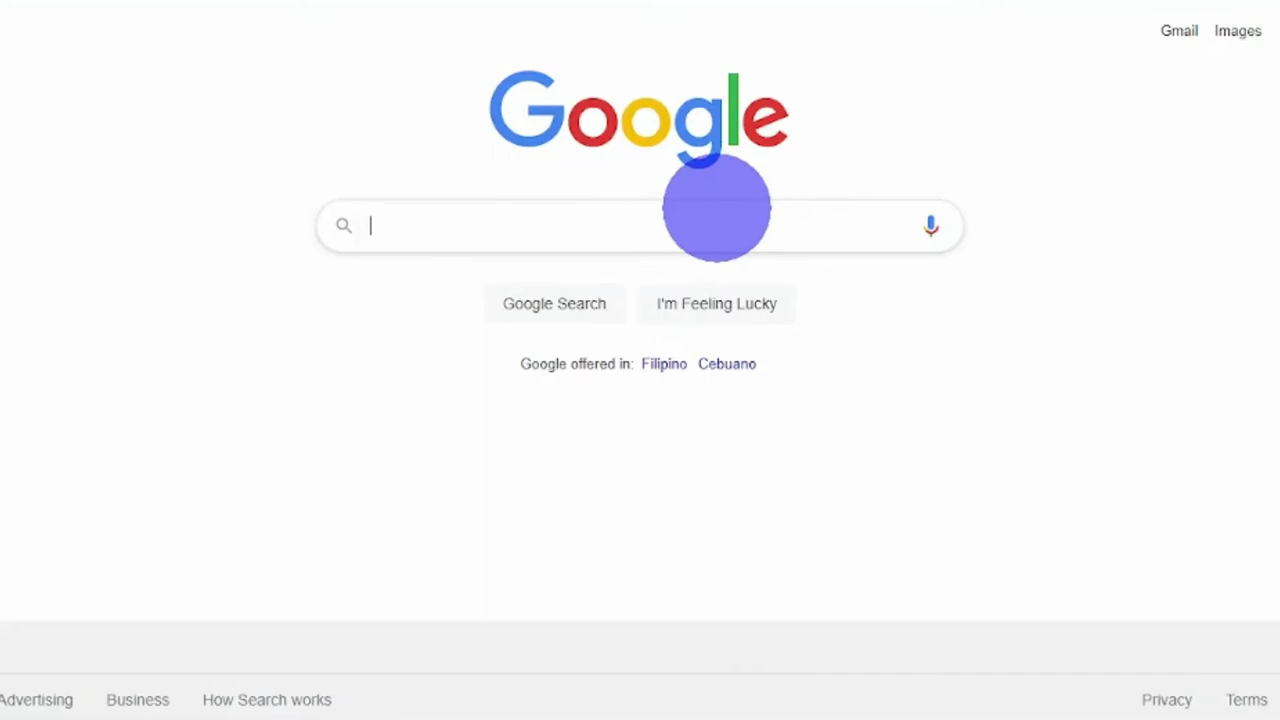 Gmail Images
Google
Google Search I'm Feeling Lucky
Google offered in: Filipino Cebuano
Advertising Business How Search works Privacy Terms